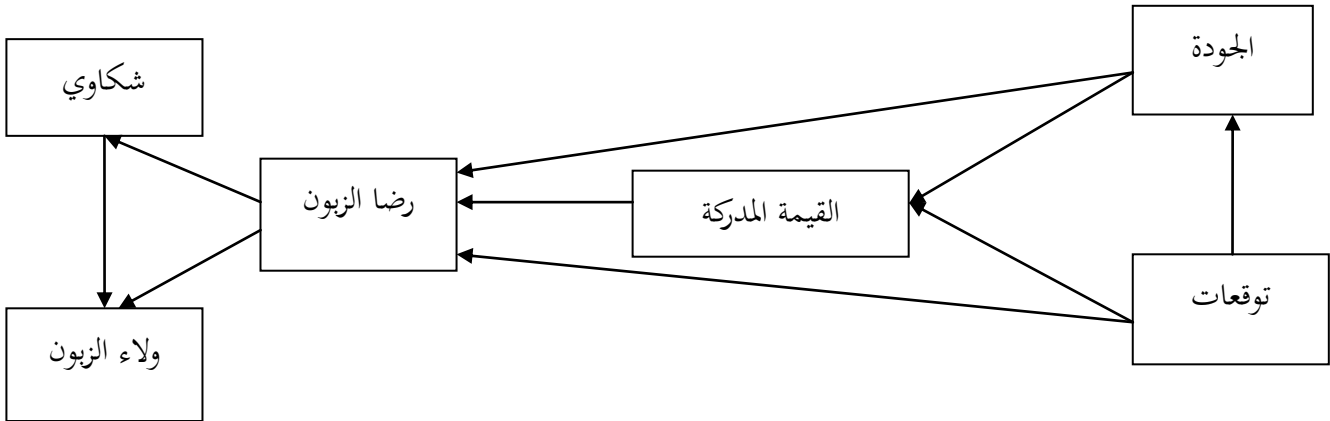 الجودة
شكاوي
رضا الزبون
القيمة المدركة
توقعات
ولاء الزبون